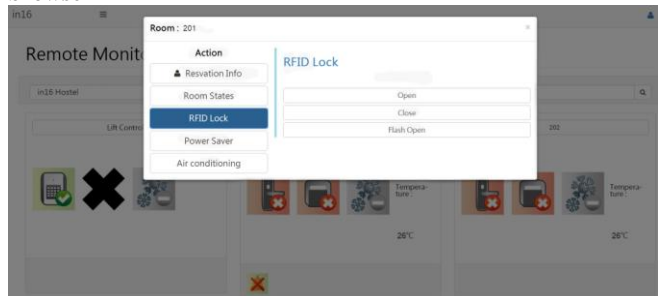 in16
Room : 201
×
Remote Monit
Action
RFID Lock
Resvation Info
in16 Hostel
Room States
Open
RFID Lock
Close
Lift Contro
Flash Open
202
Power Saver
Air conditioning
Tempera-
ture :
26°C
Tempera-
ture :
26°C